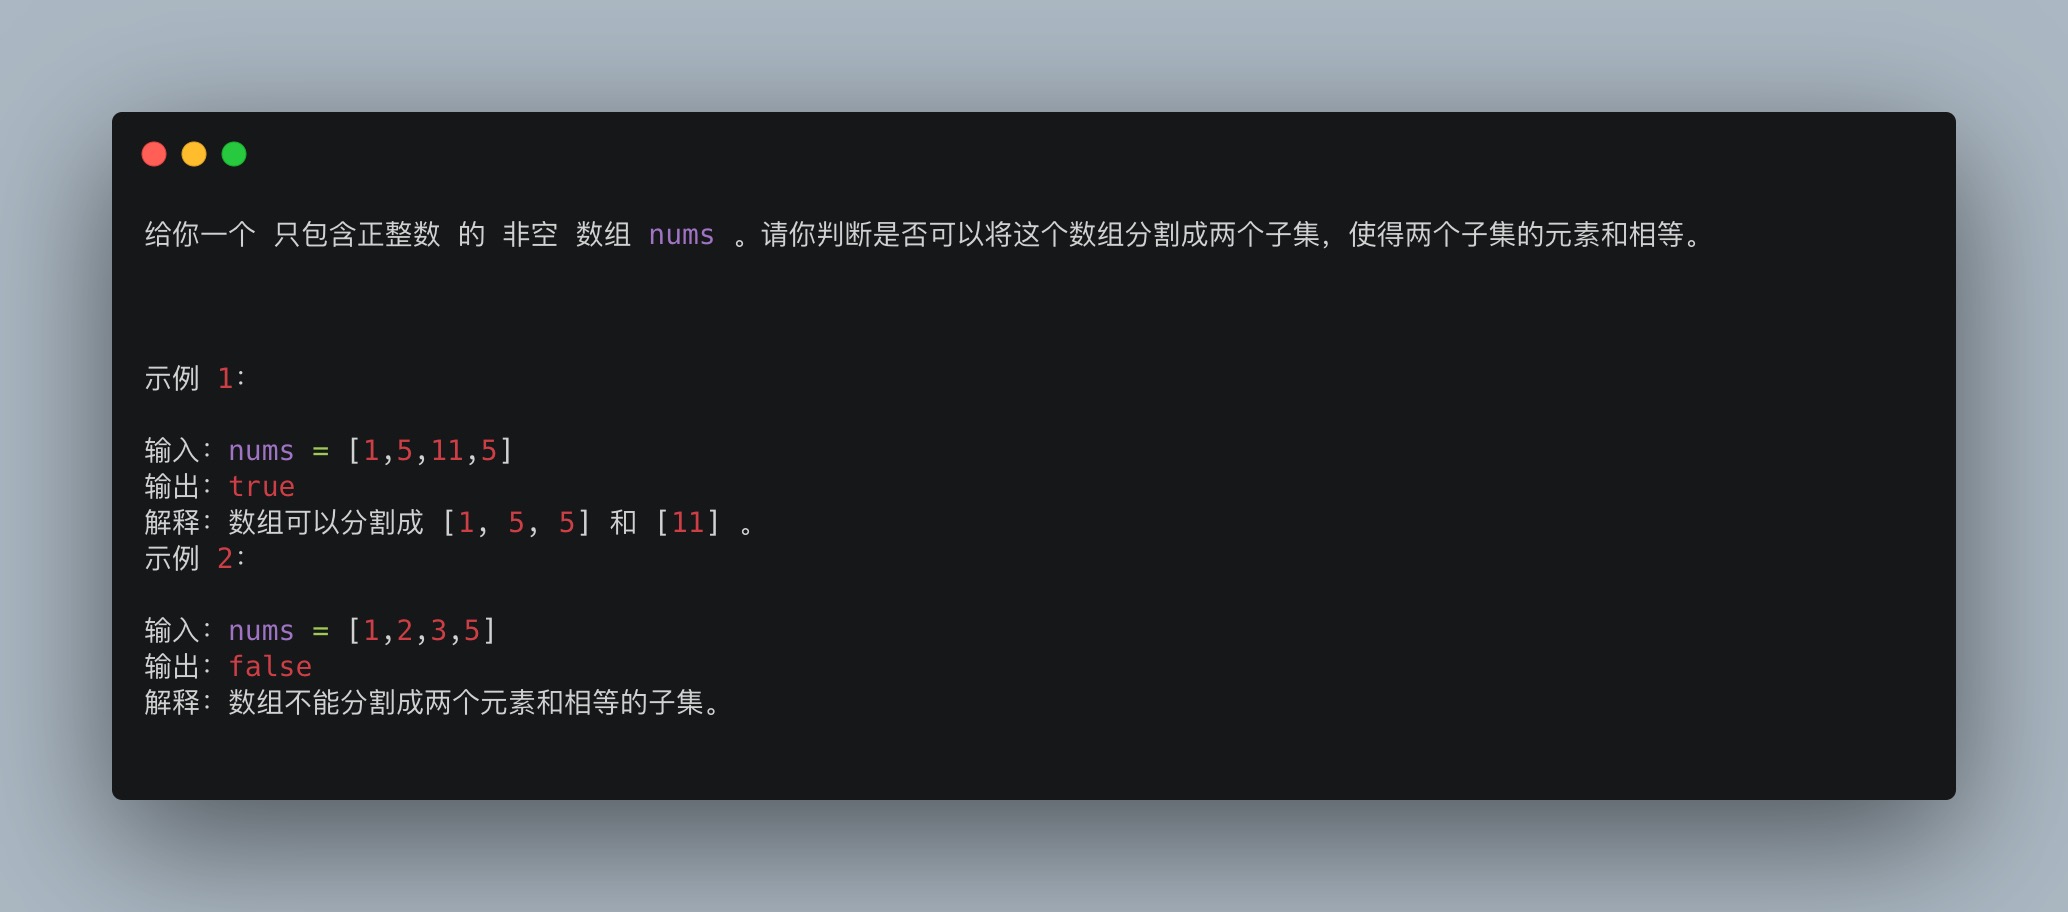 给你一个 只包含正整数 的 非空 数组 nums 。请你判断是否可以将这个数组分割成两个子集，使得两个子集的元素和相等。
示例 1：
输入：nums = [1,5,11,5]
输出：true
解释：数组可以分割成 [1, 5, 5] 和 [11] 。
示例 2：
输入：nums = [1,2,3,5]
输出：false
解释：数组不能分割成两个元素和相等的子集。